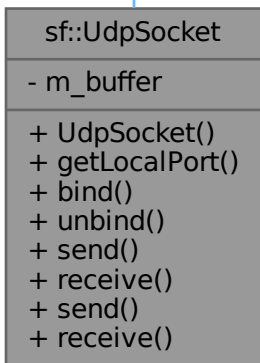 sf::UdpSocket
- m_buffer
+ UdpSocket()
+ getLocalPort()
+ bind()
+ unbind()
+ send()
+ receive()
+ send()
+ receive()